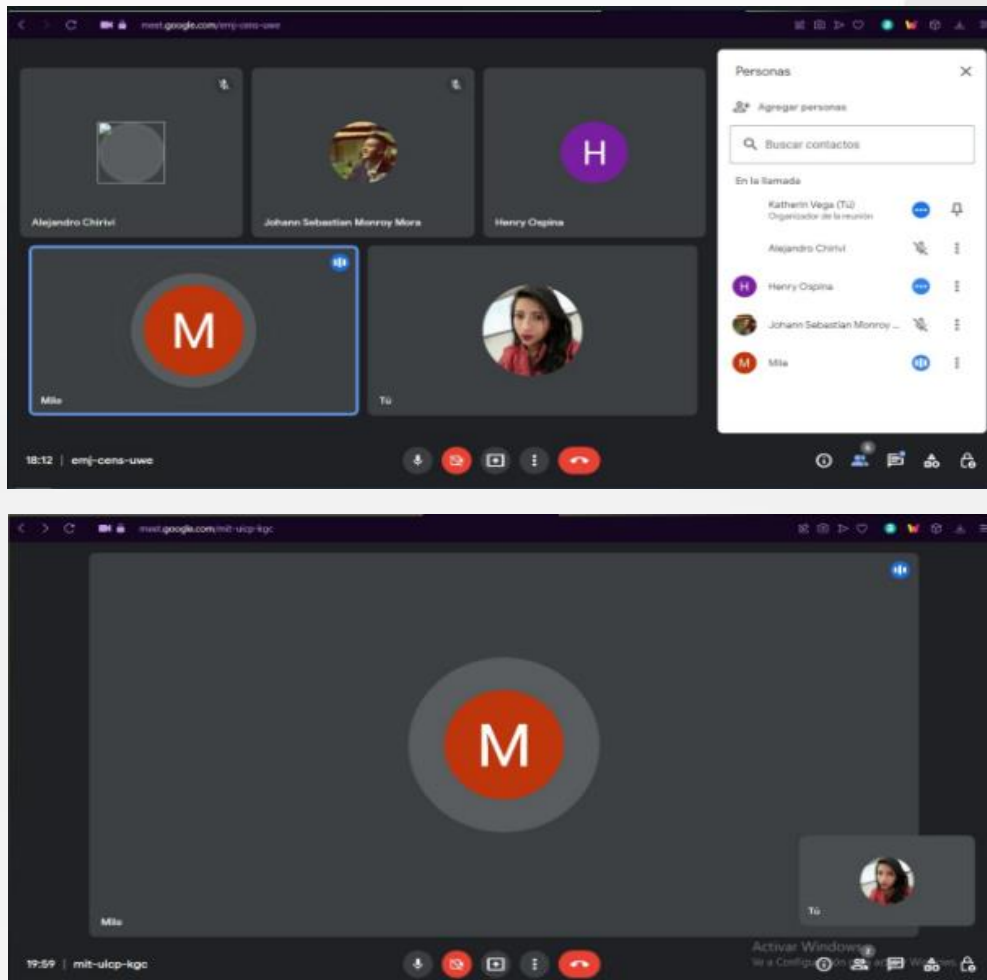 meet.google.com/emj-cens-uwe
Alejandro Chirivi
Johann Sebastian Monroy Mora
H
Henry Ospina
M
Mile
Tú
18:12 | emj-cens-uwe
Personas
Agregar personas
Buscar contactos
En la llamada
Katherin Vega (Tú)
Organizador de la reunión
Alejandro Chirivi
H Henry Ospina
Johann Sebastian Monroy ...
M Mile
meet.google.com/mit-uicp-kgc
M
Mile
Tú
Activar Windows
19:59 | mit-uicp-kgc